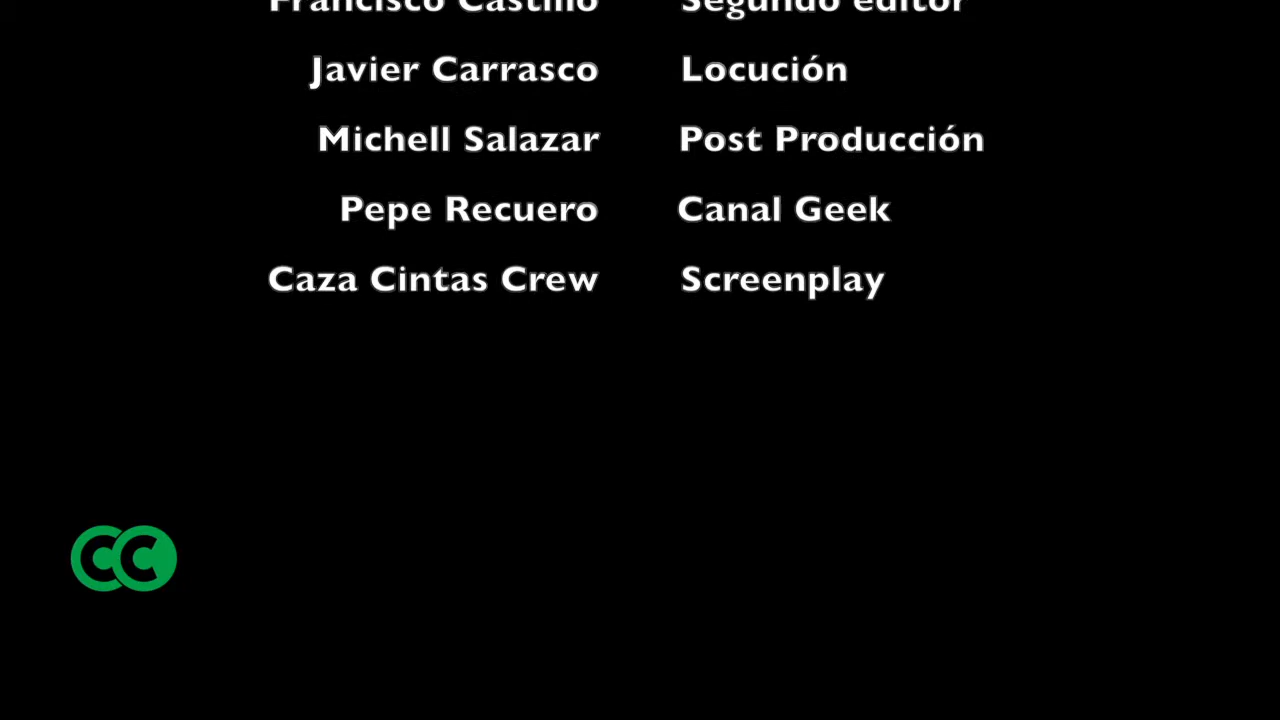 Francisco Castillo Segundo editor
Javier Carrasco Locución
Michell Salazar Post Producción
Pepe Recuero Canal Geek
Caza Cintas Crew Screenplay
CC